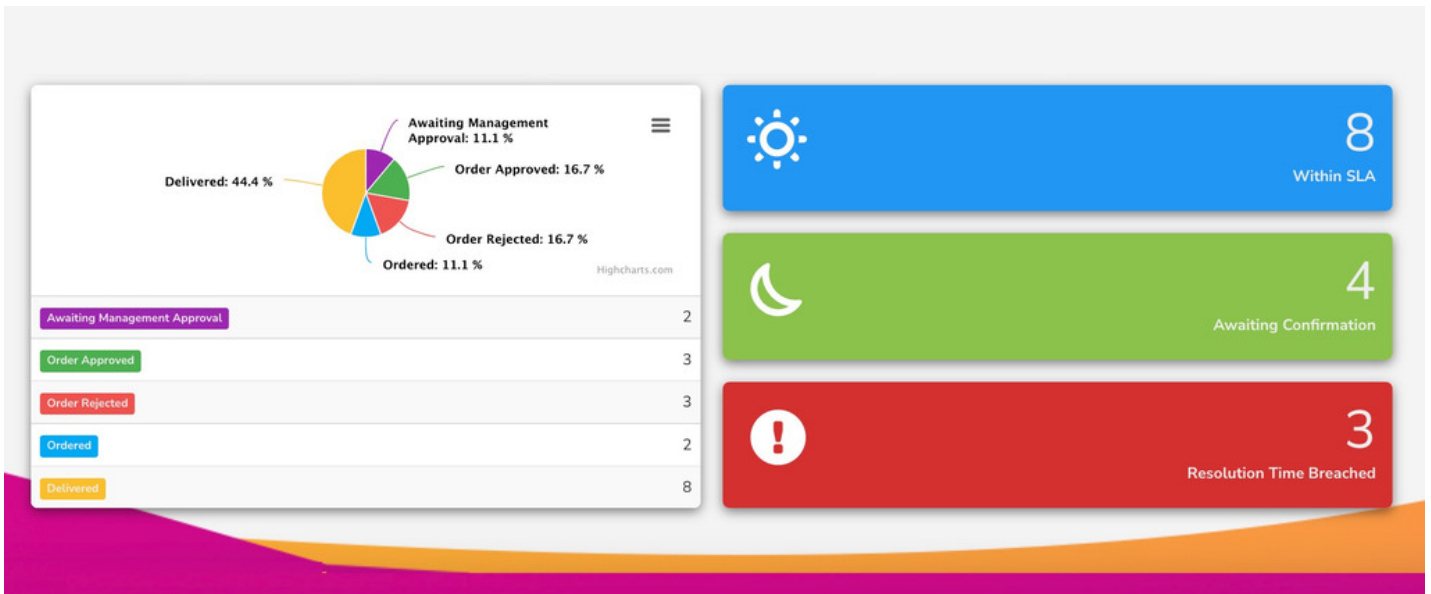 Awaiting Management
Approval: 11.1 %
Order Approved: 16.7 %
Delivered: 44.4 %
Order Rejected: 16.7 %
Ordered: 11.1 %
Highcharts.com
Awaiting Management Approval 2
Order Approved 3
Order Rejected 3
Ordered 2
Delivered 8
8
Within SLA
4
Awaiting Confirmation
3
Resolution Time Breached